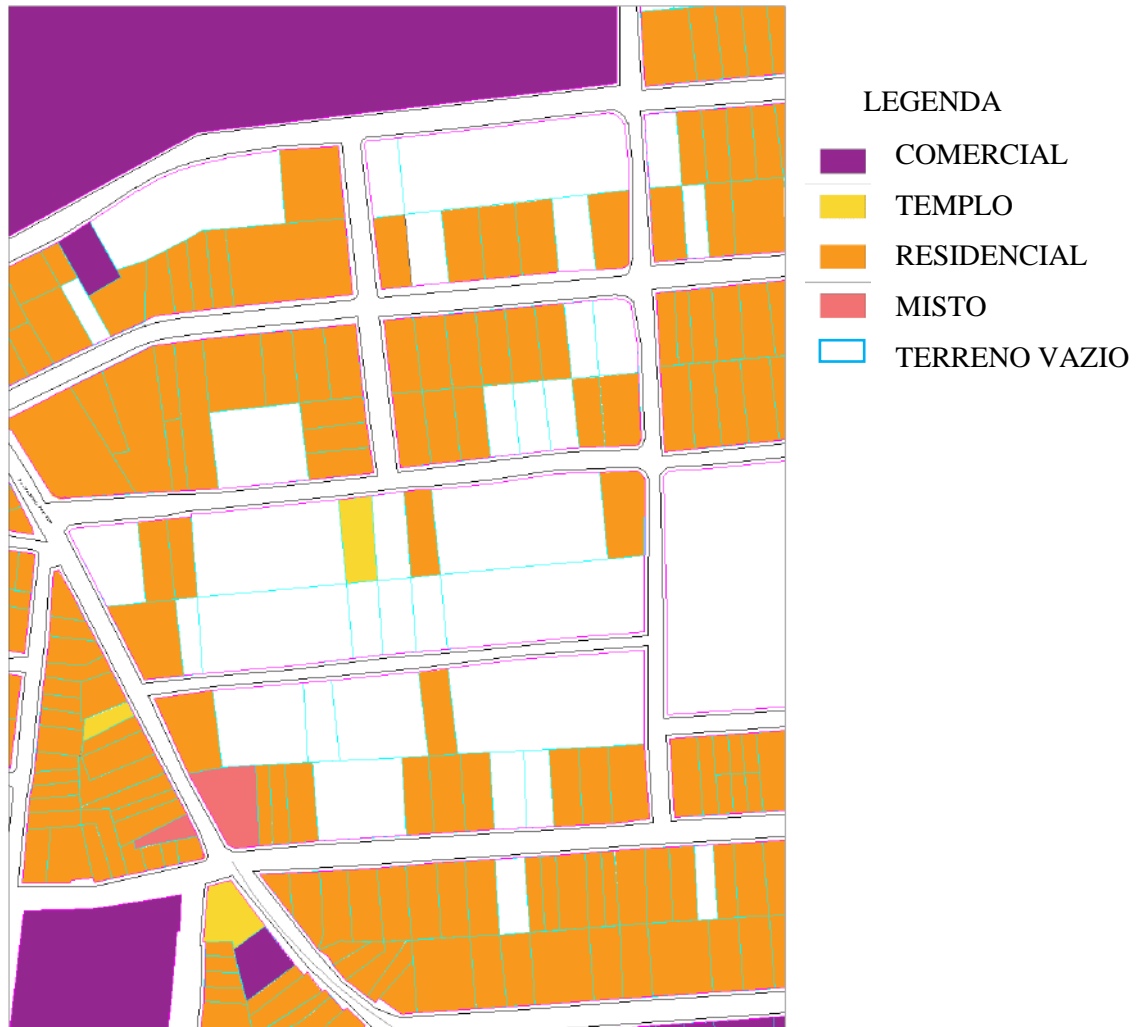 LEGENDA
COMERCIAL
TEMPLO
RESIDENCIAL
MISTO
TERRENO VAZIO